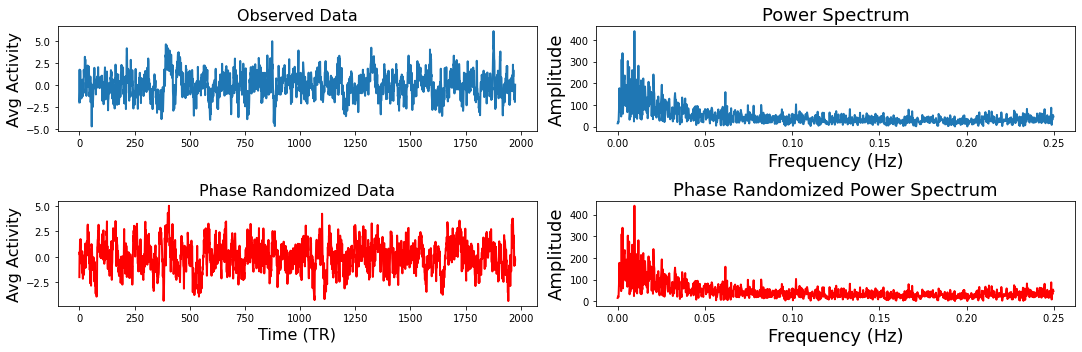 Observed Data
Avg Activity
5.0
2.5
0.0
−2.5
−5.0
0 250 500 750 1000 1250 1500 1750 2000
Power Spectrum
Amplitude
400
300
200
100
0
0.00 0.05 0.10 0.15 0.20 0.25
Frequency (Hz)
Phase Randomized Data
Avg Activity
5.0
2.5
0.0
−2.5
0 250 500 750 1000 1250 1500 1750 2000
Time (TR)
Phase Randomized Power Spectrum
Amplitude
400
300
200
100
0
0.00 0.05 0.10 0.15 0.20 0.25
Frequency (Hz)